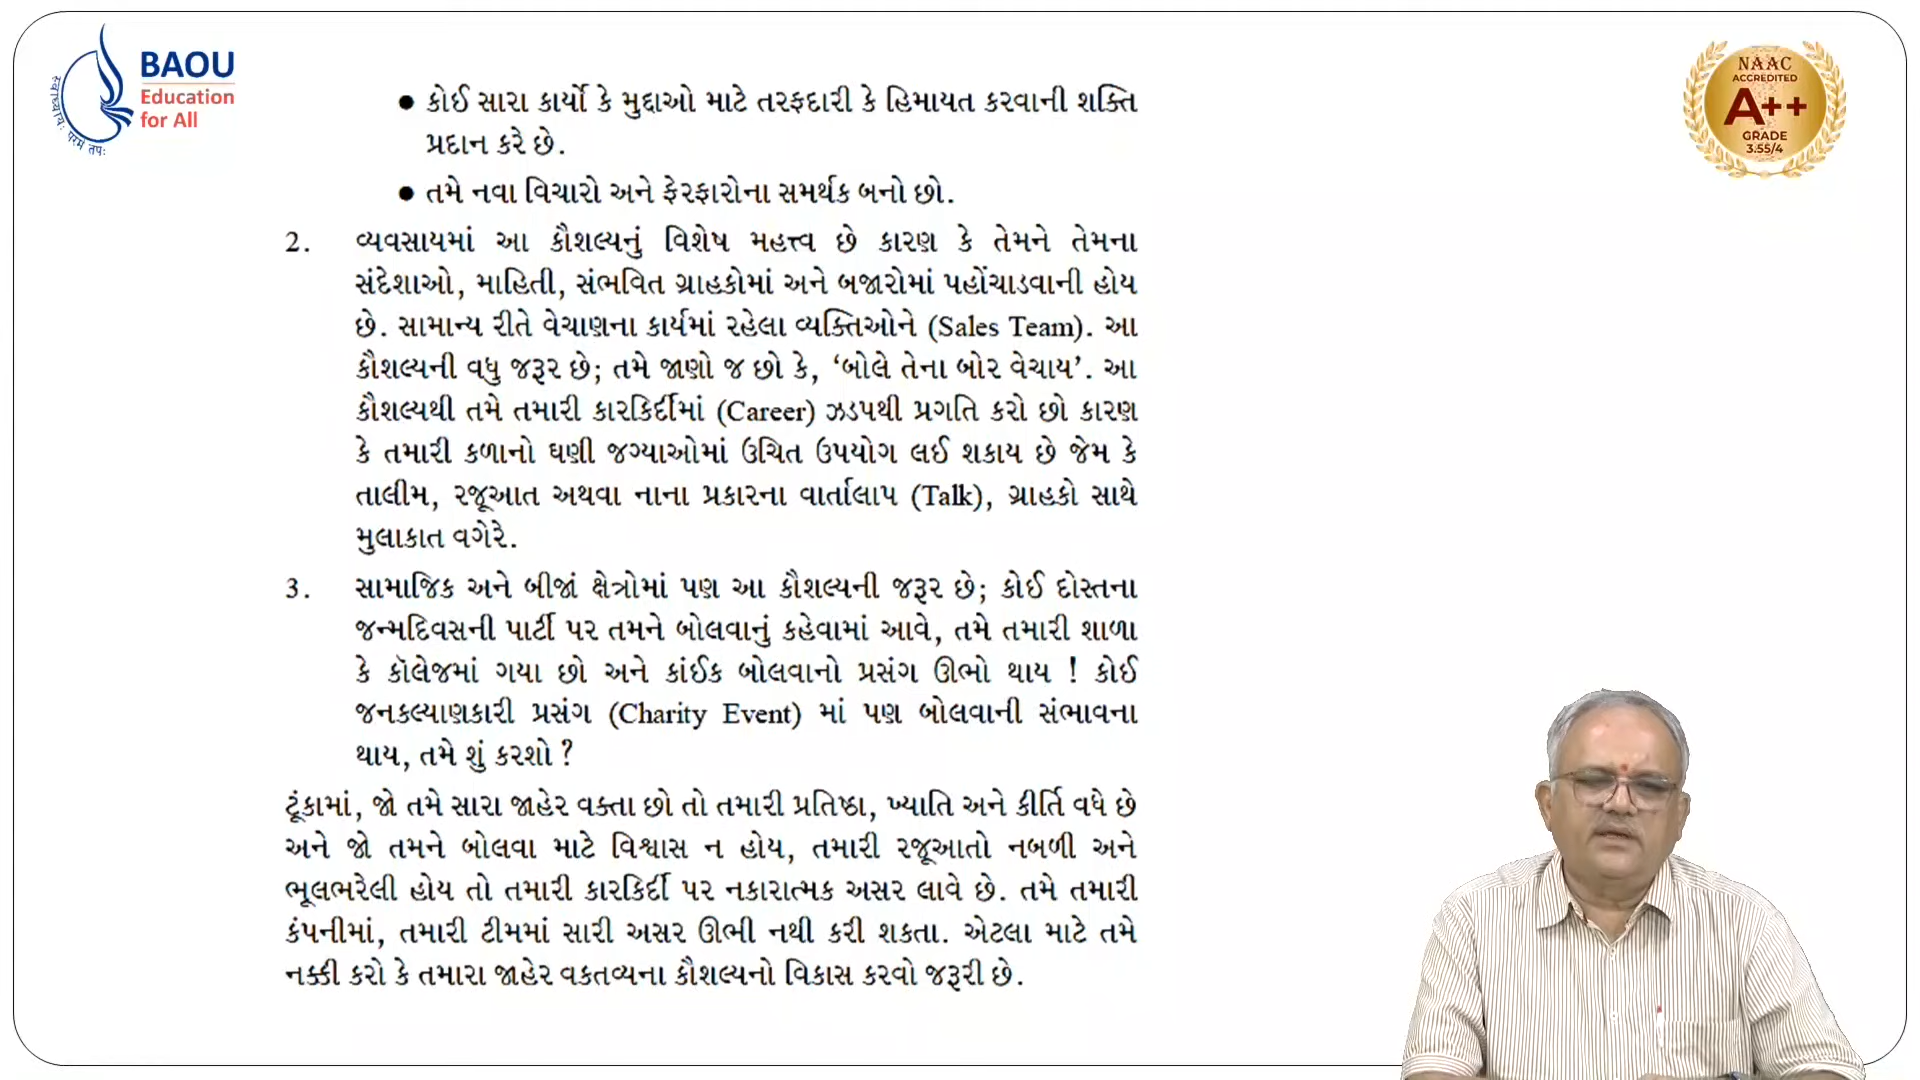 BAOU
Education
for All
સ્વાધ્યાયઃ પરમં તપઃ
NAAC
ACCREDITED
A++
GRADE
3.55/4
● કોઈ સારા કાર્યો કે મુદ્દાઓ માટે તરફદારી કે હિમાયત કરવાની શક્તિ
પ્રદાન કરે છે.
● તમે નવા વિચારો અને ફેરફારોના સમર્થક બનો છો.
2. વ્યવસાયમાં આ કૌશલ્યનું વિશેષ મહત્ત્વ છે કારણ કે તેમને તેમના
સંદેશાઓ, માહિતી, સંભવિત ગ્રાહકોમાં અને બજારોમાં પહોંચાડવાની હોય
છે. સામાન્ય રીતે વેચાણના કાર્યમાં રહેલા વ્યક્તિઓને (Sales Team). આ
કૌશલ્યની વધુ જરૂર છે; તમે જાણો જ છો કે, ‘બોલે તેના બોર વેચાય’. આ
કૌશલ્યથી તમે તમારી કારકિર્દીમાં (Career) ઝડપથી પ્રગતિ કરો છો કારણ
કે તમારી કળાનો ઘણી જગ્યાઓમાં ઉચિત ઉપયોગ લઈ શકાય છે જેમ કે
તાલીમ, રજૂઆત અથવા નાના પ્રકારના વાર્તાલાપ (Talk), ગ્રાહકો સાથે
મુલાકાત વગેરે.
3. સામાજિક અને બીજાં ક્ષેત્રોમાં પણ આ કૌશલ્યની જરૂર છે; કોઈ દોસ્તના
જન્મદિવસની પાર્ટી પર તમને બોલવાનું કહેવામાં આવે, તમે તમારી શાળા
કે કૉલેજમાં ગયા છો અને કાંઈક બોલવાનો પ્રસંગ ઊભો થાય ! કોઈ
જનકલ્યાણકારી પ્રસંગ (Charity Event) માં પણ બોલવાની સંભાવના
થાય, તમે શું કરશો ?
ટૂંકામાં, જો તમે સારા જાહેર વક્તા છો તો તમારી પ્રતિષ્ઠા, ખ્યાતિ અને કીર્તિ વધે છે
અને જો તમને બોલવા માટે વિશ્વાસ ન હોય, તમારી રજૂઆતો નબળી અને
ભૂલભરેલી હોય તો તમારી કારકિર્દી પર નકારાત્મક અસર લાવે છે. તમે તમારી
કંપનીમાં, તમારી ટીમમાં સારી અસર ઊભી નથી કરી શકતા. એટલા માટે તમે
નક્કી કરો કે તમારા જાહેર વકતવ્યના કૌશલ્યનો વિકાસ કરવો જરૂરી છે.